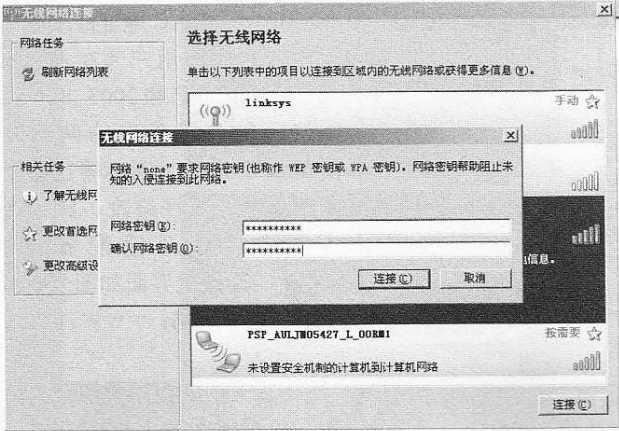 无线网络连接
网络任务
刷新网络列表
相关任务
了解无线网
更改首选网
更改高级设
选择无线网络
单击以下列表中的项目以连接到区域内的无线网络或获得更多信息(W)。
linksys
手动
无线网络连接
网络“none”要求网络密钥(也称作 WEP 密钥或 WPA 密钥)。网络密钥帮助阻止未
知的入侵连接到此网络。
网络密钥(K):
**********
确认网络密钥(O):
**********
连接(C)
取消
信息。
PSP_AULJM05427_L_00RM1
按需要
未设置安全机制的计算机到计算机网络
连接(C)